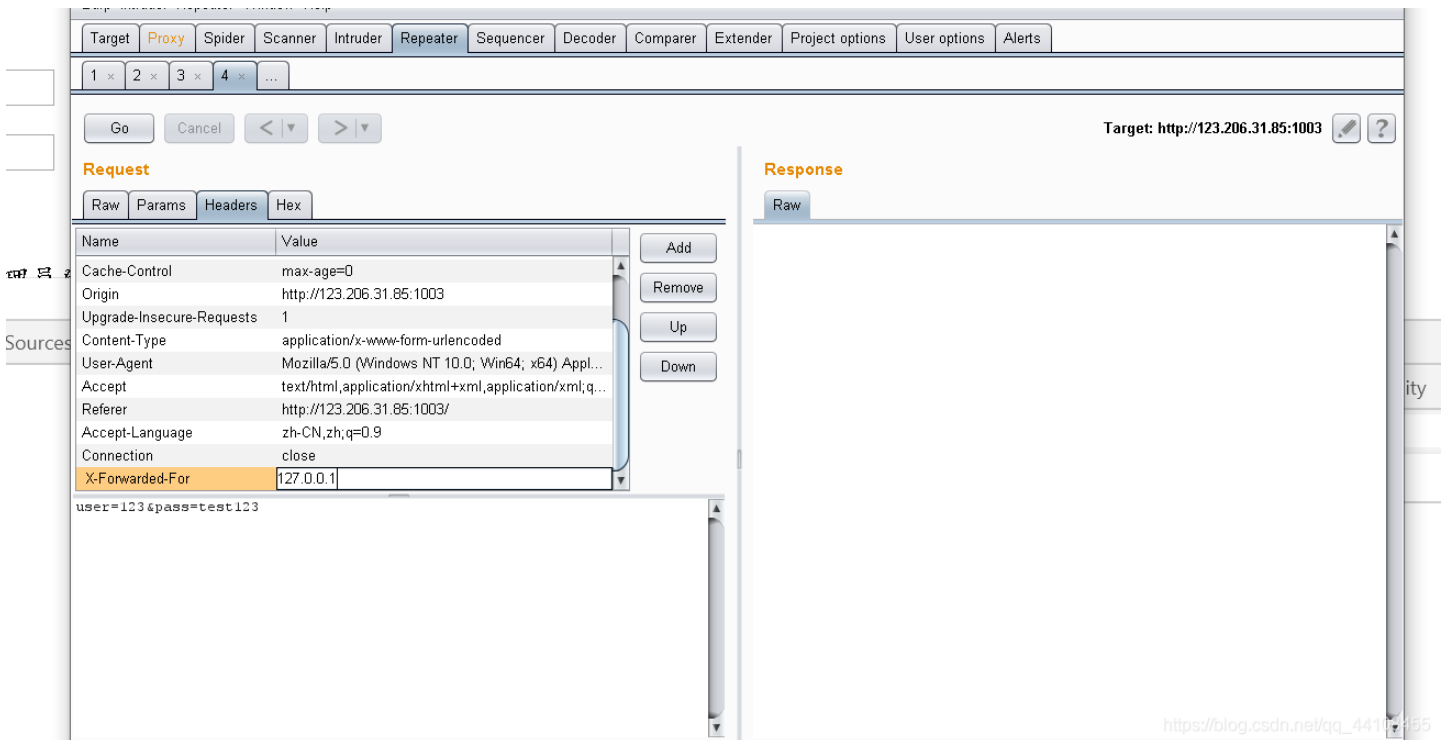 Target Proxy Spider Scanner Intruder Repeater Sequencer Decoder Comparer Extender Project options User options Alerts
1 × 2 × 3 × 4 × ...
Go Cancel < ▼ > ▼ Target: http://123.206.31.85:1003 ?
Request Response
Raw Params Headers Hex Raw
Name Value Add
Cache-Control max-age=0
Origin http://123.206.31.85:1003 Remove
Upgrade-Insecure-Requests 1 Up
Sources Content-Type application/x-www-form-urlencoded
User-Agent Mozilla/5.0 (Windows NT 10.0; Win64; x64) Appl... Down
Accept text/html,application/xhtml+xml,application/xml;q... ity
Referer http://123.206.31.85:1003/
Accept-Language zh-CN,zh;q=0.9
Connection close
X-Forwarded-For 127.0.0.1
user=123&pass=test123